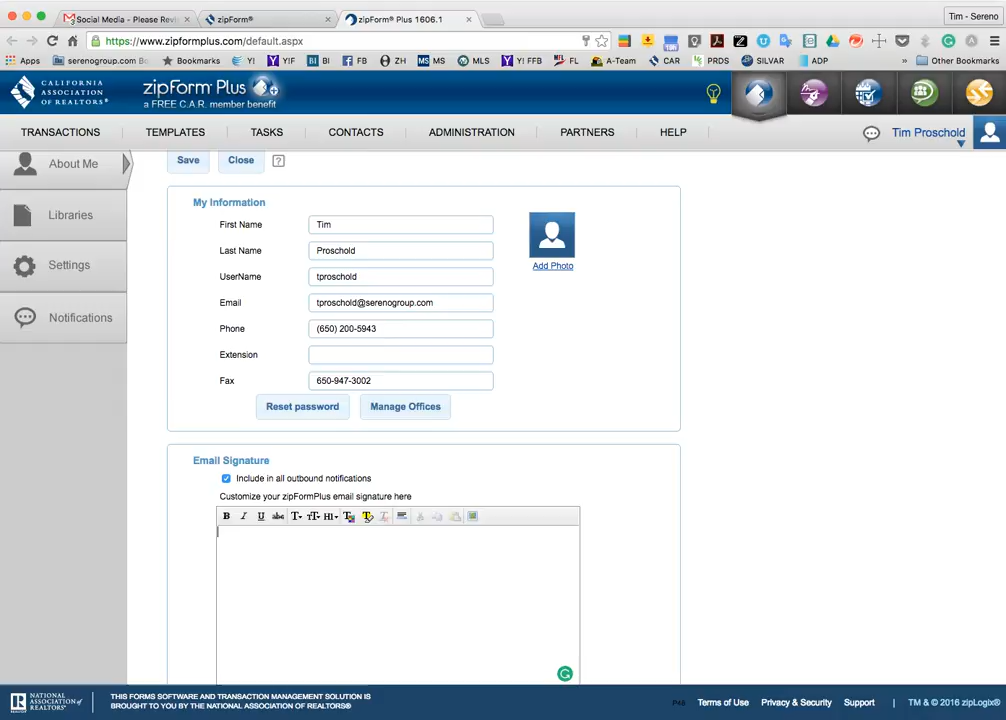 Social Media - Please Revi
zipForm®
zipForm® Plus 1606.1
Tim - Sereno
https://www.zipformplus.com/default.aspx
Apps
serenogroup.com Bo
Bookmarks
YI
YIF
BI
FB
ZH
MS
MLS
Y! FFB
FL
A-Team
CAR
PRDS
SILVAR
ADP
»
Other Bookmarks
CALIFORNIA
ASSOCIATION
OF REALTORS®
zipForm Plus
a FREE C.A.R. member benefit
TRANSACTIONS
TEMPLATES
TASKS
CONTACTS
ADMINISTRATION
PARTNERS
HELP
Tim Proschold
About Me
Libraries
Settings
Notifications
Save
Close
?
My Information
First Name
Tim
Last Name
Proschold
UserName
tproschold
Email
tproschold@serenogroup.com
Phone
(650) 200-5943
Extension
Fax
650-947-3002
Add Photo
Reset password
Manage Offices
Email Signature
Include in all outbound notifications
Customize your zipFormPlus email signature here
B I U abc T TT H1 T T T
NATIONAL
ASSOCIATION of
REALTORS®
THIS FORMS SOFTWARE AND TRANSACTION MANAGEMENT SOLUTION IS
BROUGHT TO YOU BY THE NATIONAL ASSOCIATION OF REALTORS®
Terms of Use
Privacy & Security
Support
|
TM & © 2016 zipLogix®